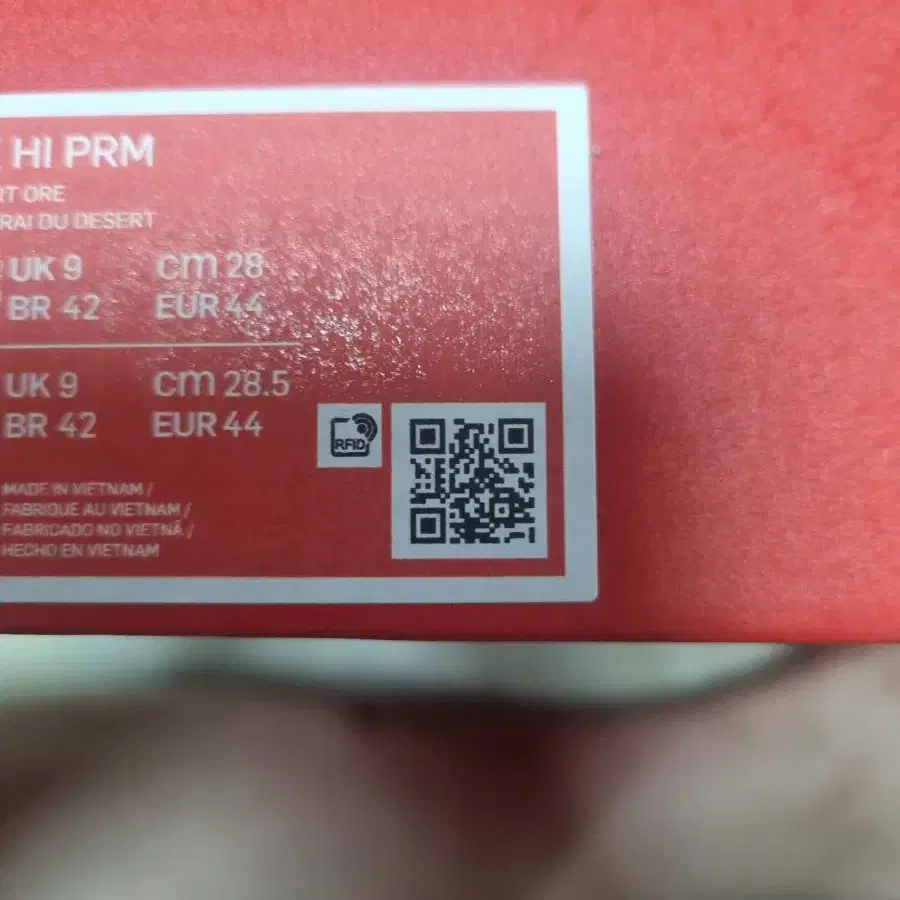 HI PRM
RT ORE
RAI DU DESERT
UK 9 cm 28
BR 42 EUR 44
UK 9 cm 28.5
BR 42 EUR 44
RFID
MADE IN VIETNAM /
FABRIQUE AU VIETNAM /
FABRICADO NO VIETNÃ /
HECHO EN VIETNAM